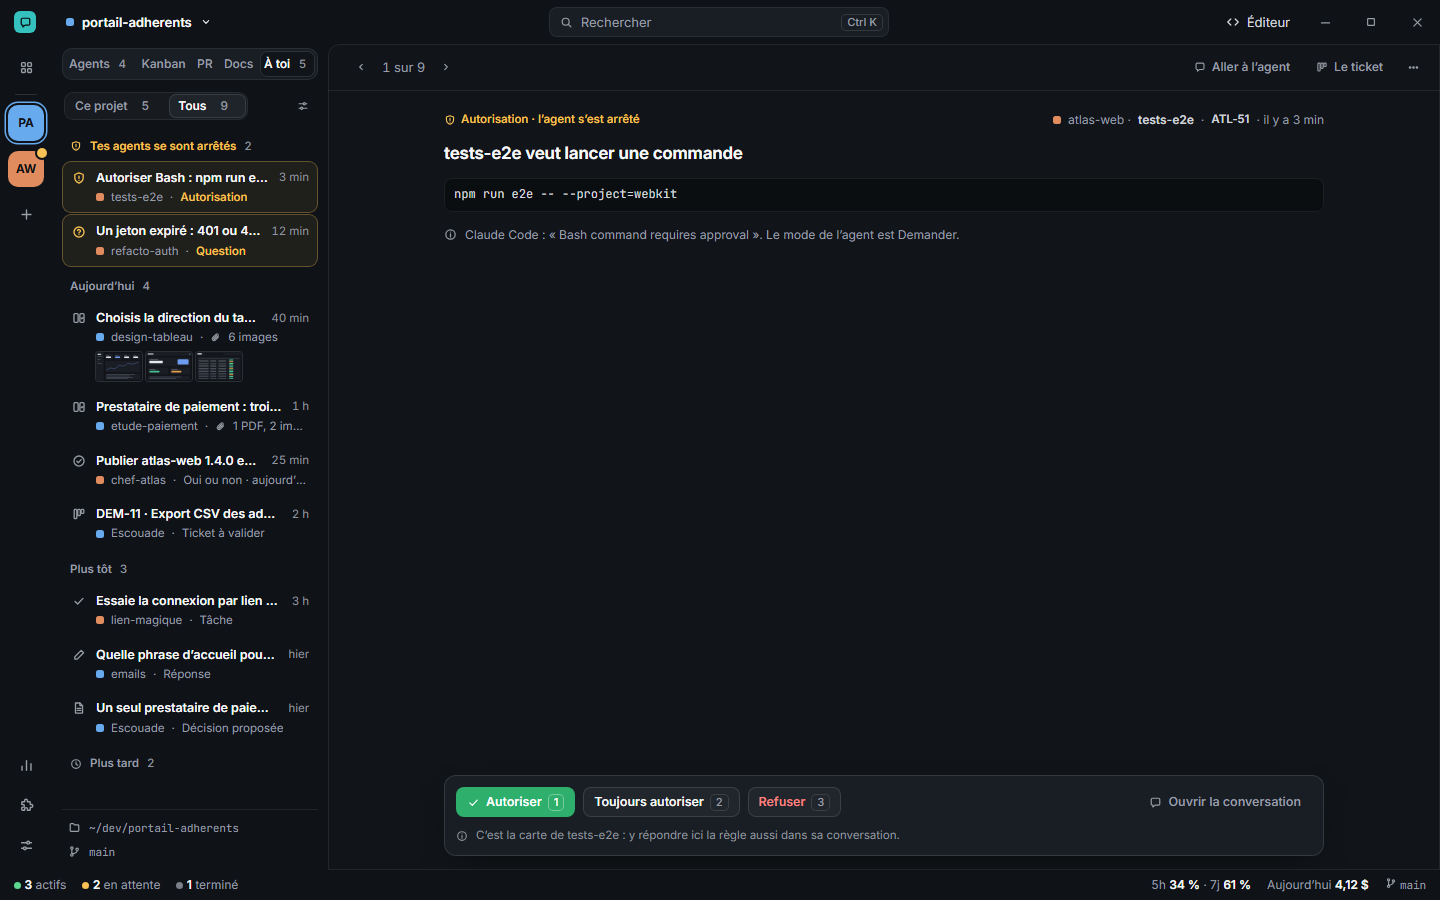 portail-adherents
Rechercher
Ctrl K
Éditeur
Agents 4 Kanban PR Docs À toi 5
1 sur 9
Aller à l’agent
Le ticket
PA
AW
Ce projet 5 Tous 9
Tes agents se sont arrêtés 2
Autoriser Bash : npm run e... 3 min
tests-e2e · Autorisation
Un jeton expiré : 401 ou 4... 12 min
refacto-auth · Question
Aujourd’hui 4
Choisis la direction du ta... 40 min
design-tableau · 6 images
Prestataire de paiement : troi... 1 h
etude-paiement · 1 PDF, 2 im...
Publier atlas-web 1.4.0 e... 25 min
chef-atlas · Oui ou non · aujourd’...
DEM-11 · Export CSV des ad... 2 h
Escouade · Ticket à valider
Plus tôt 3
Essaie la connexion par lien ... 3 h
lien-magique · Tâche
Quelle phrase d’accueil pou... hier
emails · Réponse
Un seul prestataire de paie... hier
Escouade · Décision proposée
Plus tard 2
~/dev/portail-adherents
main
Autorisation · l’agent s’est arrêté
atlas-web · tests-e2e · ATL-51 · il y a 3 min
tests-e2e veut lancer une commande
npm run e2e -- --project=webkit
Claude Code : « Bash command requires approval ». Le mode de l’agent est Demander.
Autoriser 1
Toujours autoriser 2
Refuser 3
Ouvrir la conversation
C’est la carte de tests-e2e : y répondre ici la règle aussi dans sa conversation.
3 actifs 2 en attente 1 terminé
5h 34 % · 7j 61 % Aujourd’hui 4,12 $ main